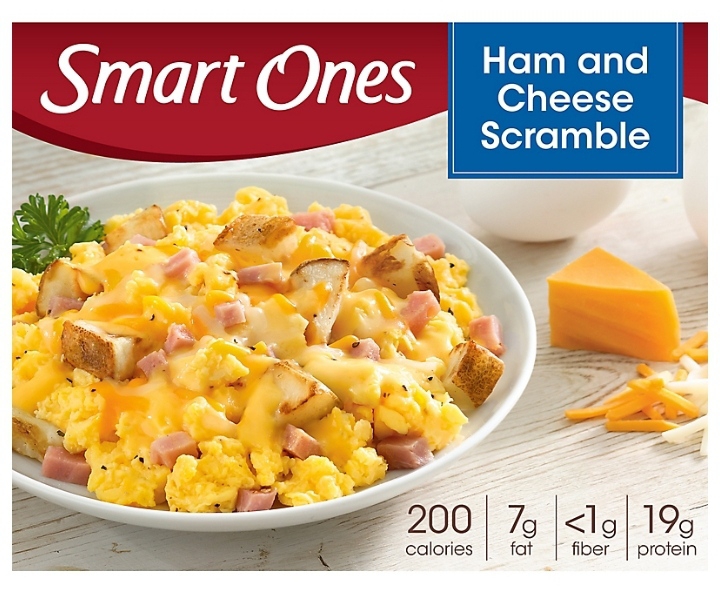 Smart Ones
Ham and
Cheese
Scramble
200 calories
7g fat
<1g fiber
19g protein